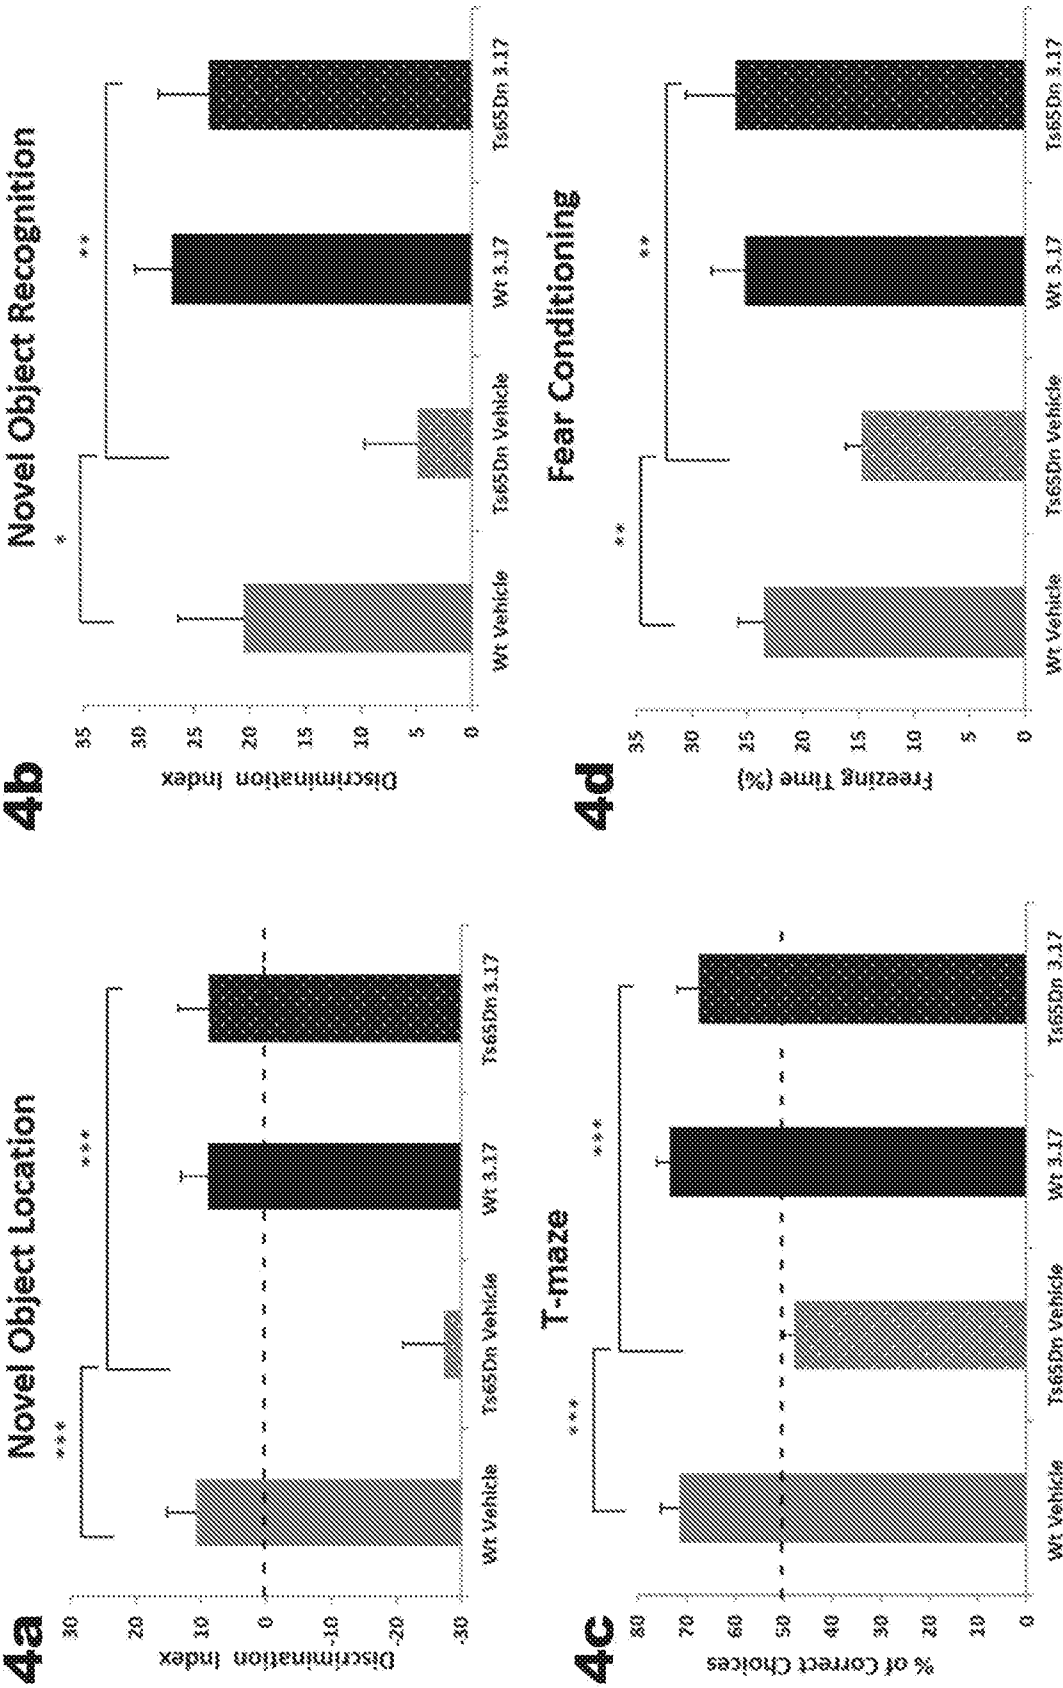 4a
Novel Object Location
***
***
Discrimination Index
30
20
10
0
-10
-20
-30
Wt Vehicle
Ts65Dn Vehicle
Wt 3.17
Ts65Dn 3.17
4b
Novel Object Recognition
*
**
Discrimination Index
35
30
25
20
15
10
5
0
Wt Vehicle
Ts65Dn Vehicle
Wt 3.17
Ts65Dn 3.17
4c
T-maze
***
***
% of Correct Choices
80
70
60
50
40
30
20
10
0
Wt Vehicle
Ts65Dn Vehicle
Wt 3.17
Ts65Dn 3.17
4d
Fear Conditioning
**
**
Freezing Time (%)
35
30
25
20
15
10
5
0
Wt Vehicle
Ts65Dn Vehicle
Wt 3.17
Ts65Dn 3.17